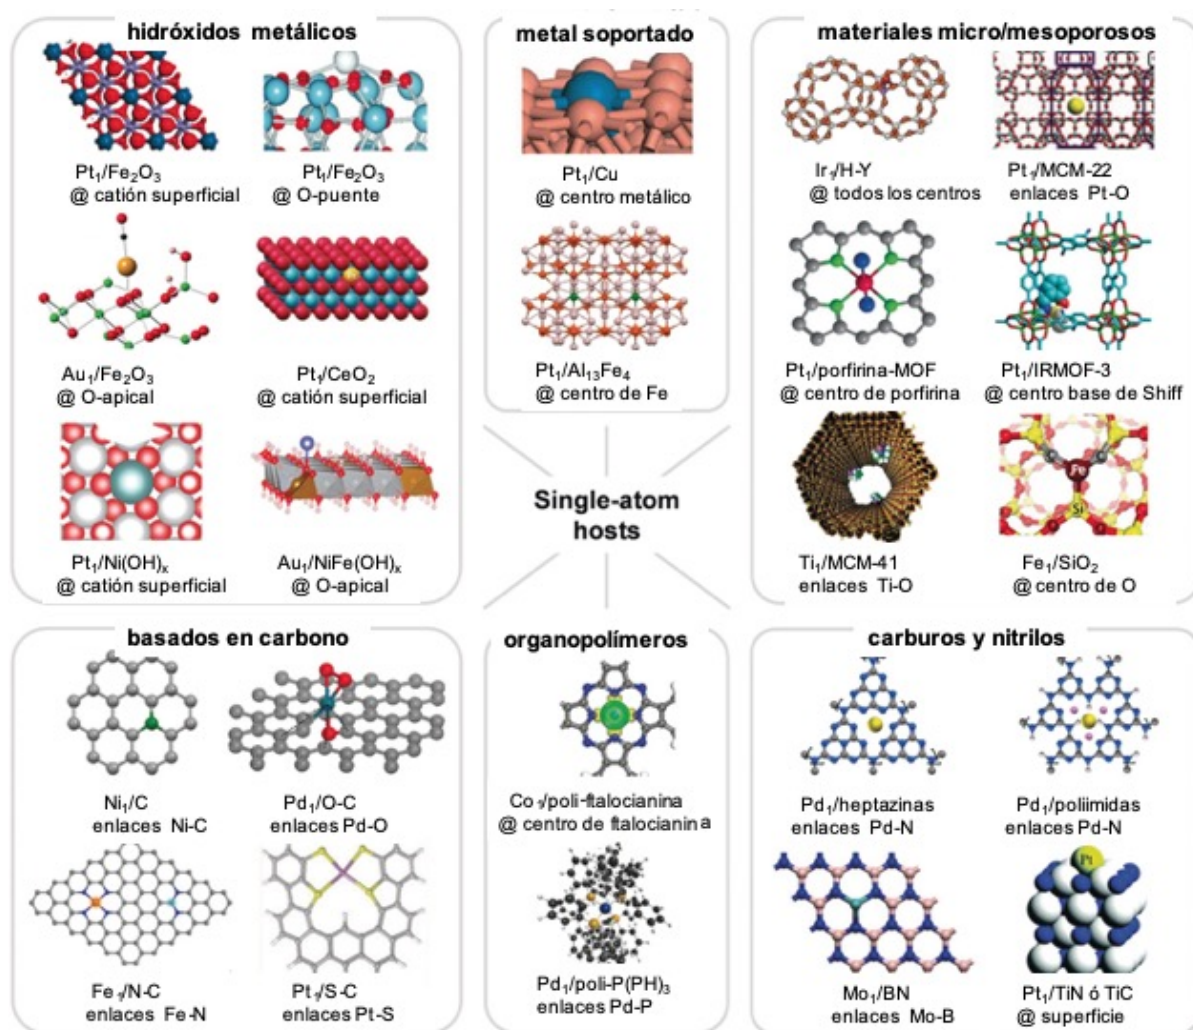 hidróxidos metálicos
Pt₁/Fe₂O₃
@ catión superficial
Pt₁/Fe₂O₃
@ O-puente
Au₁/Fe₂O₃
@ O-apical
Pt₁/CeO₂
@ catión superficial
Pt₁/Ni(OH)ₓ
@ catión superficial
Au₁/NiFe(OH)ₓ
@ O-apical
metal soportado
Pt₁/Cu
@ centro metálico
Pt₁/Al₁₃Fe₄
@ centro de Fe
materiales micro/mesoporosos
Ir₁/H-Y
@ todos los centros
Pt₁/MCM-22
enlaces Pt-O
Pt₁/porfirina-MOF
@ centro de porfirina
Pt₁/IRMOF-3
@ centro base de Shiff
Fe
Si
Ti₁/MCM-41
enlaces Ti-O
Fe₁/SiO₂
@ centro de O
Single-atom
hosts
basados en carbono
Ni₁/C
enlaces Ni-C
Pd₁/O-C
enlaces Pd-O
Fe₁/N-C
enlaces Fe-N
Pt₁/S-C
enlaces Pt-S
organopolímeros
Co₁/poli-ftalocianina
@ centro de ftalocianina
Pd₁/poli-P(PH)₃
enlaces Pd-P
carburos y nitrilos
Pd₁/heptazinas
enlaces Pd-N
Pd₁/poliimidas
enlaces Pd-N
Pt
Mo₁/BN
enlaces Mo-B
Pt₁/TiN ó TiC
@ superficie